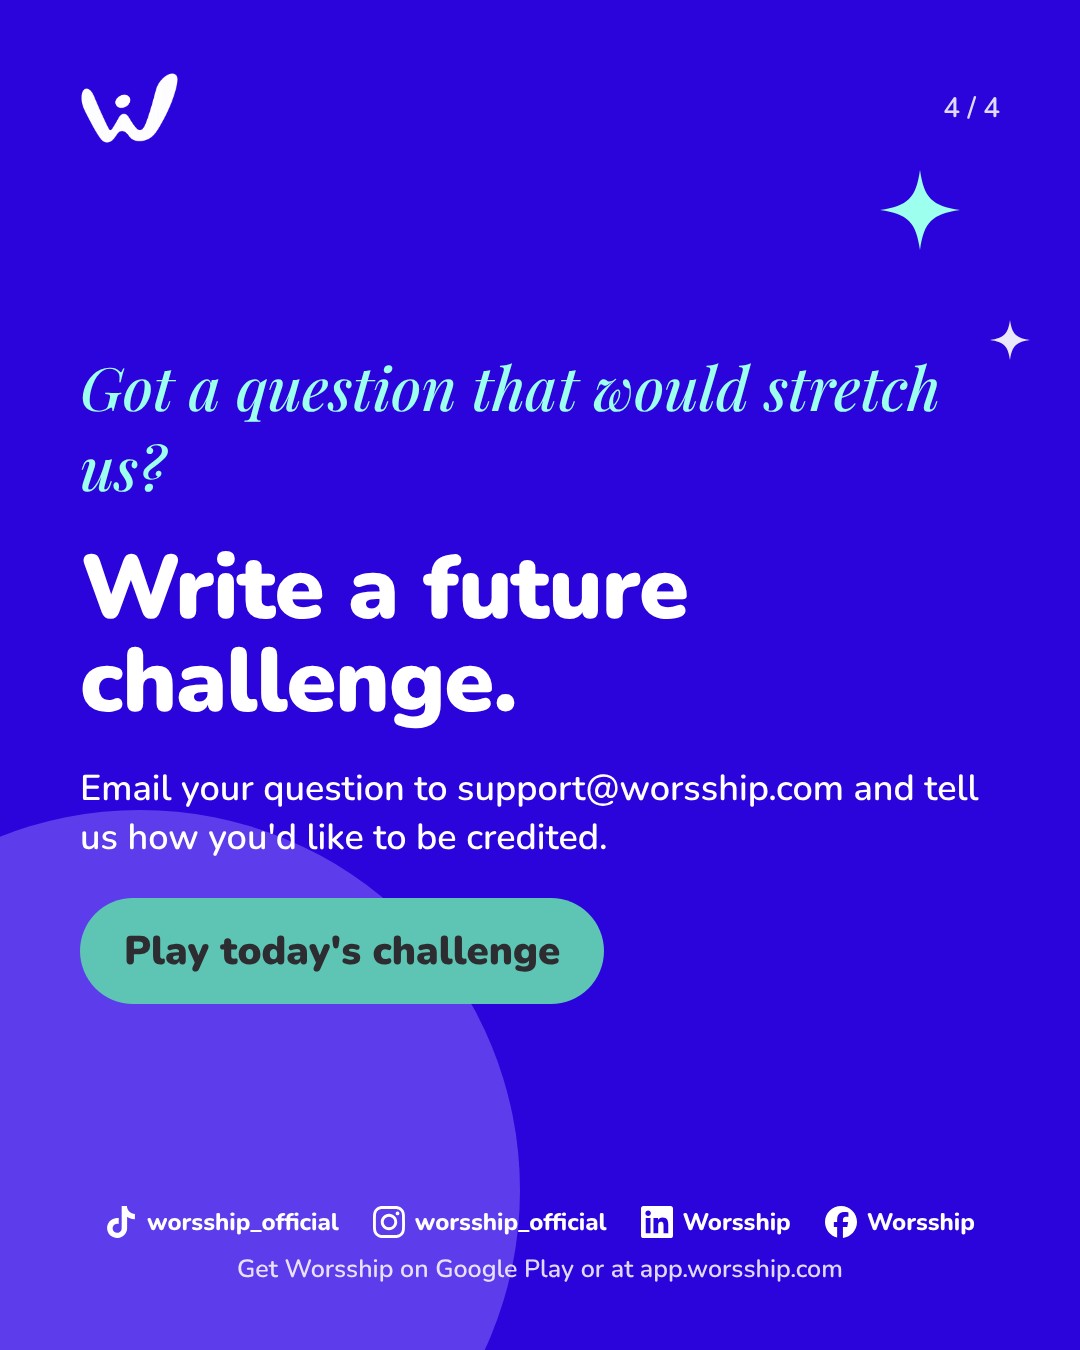 4 / 4
Got a question that would stretch
us?
Write a future
challenge.
Email your question to support@worsship.com and tell
us how you'd like to be credited.
Play today's challenge
worsship_official worsship_official Worsship Worsship
Get Worsship on Google Play or at app.worsship.com